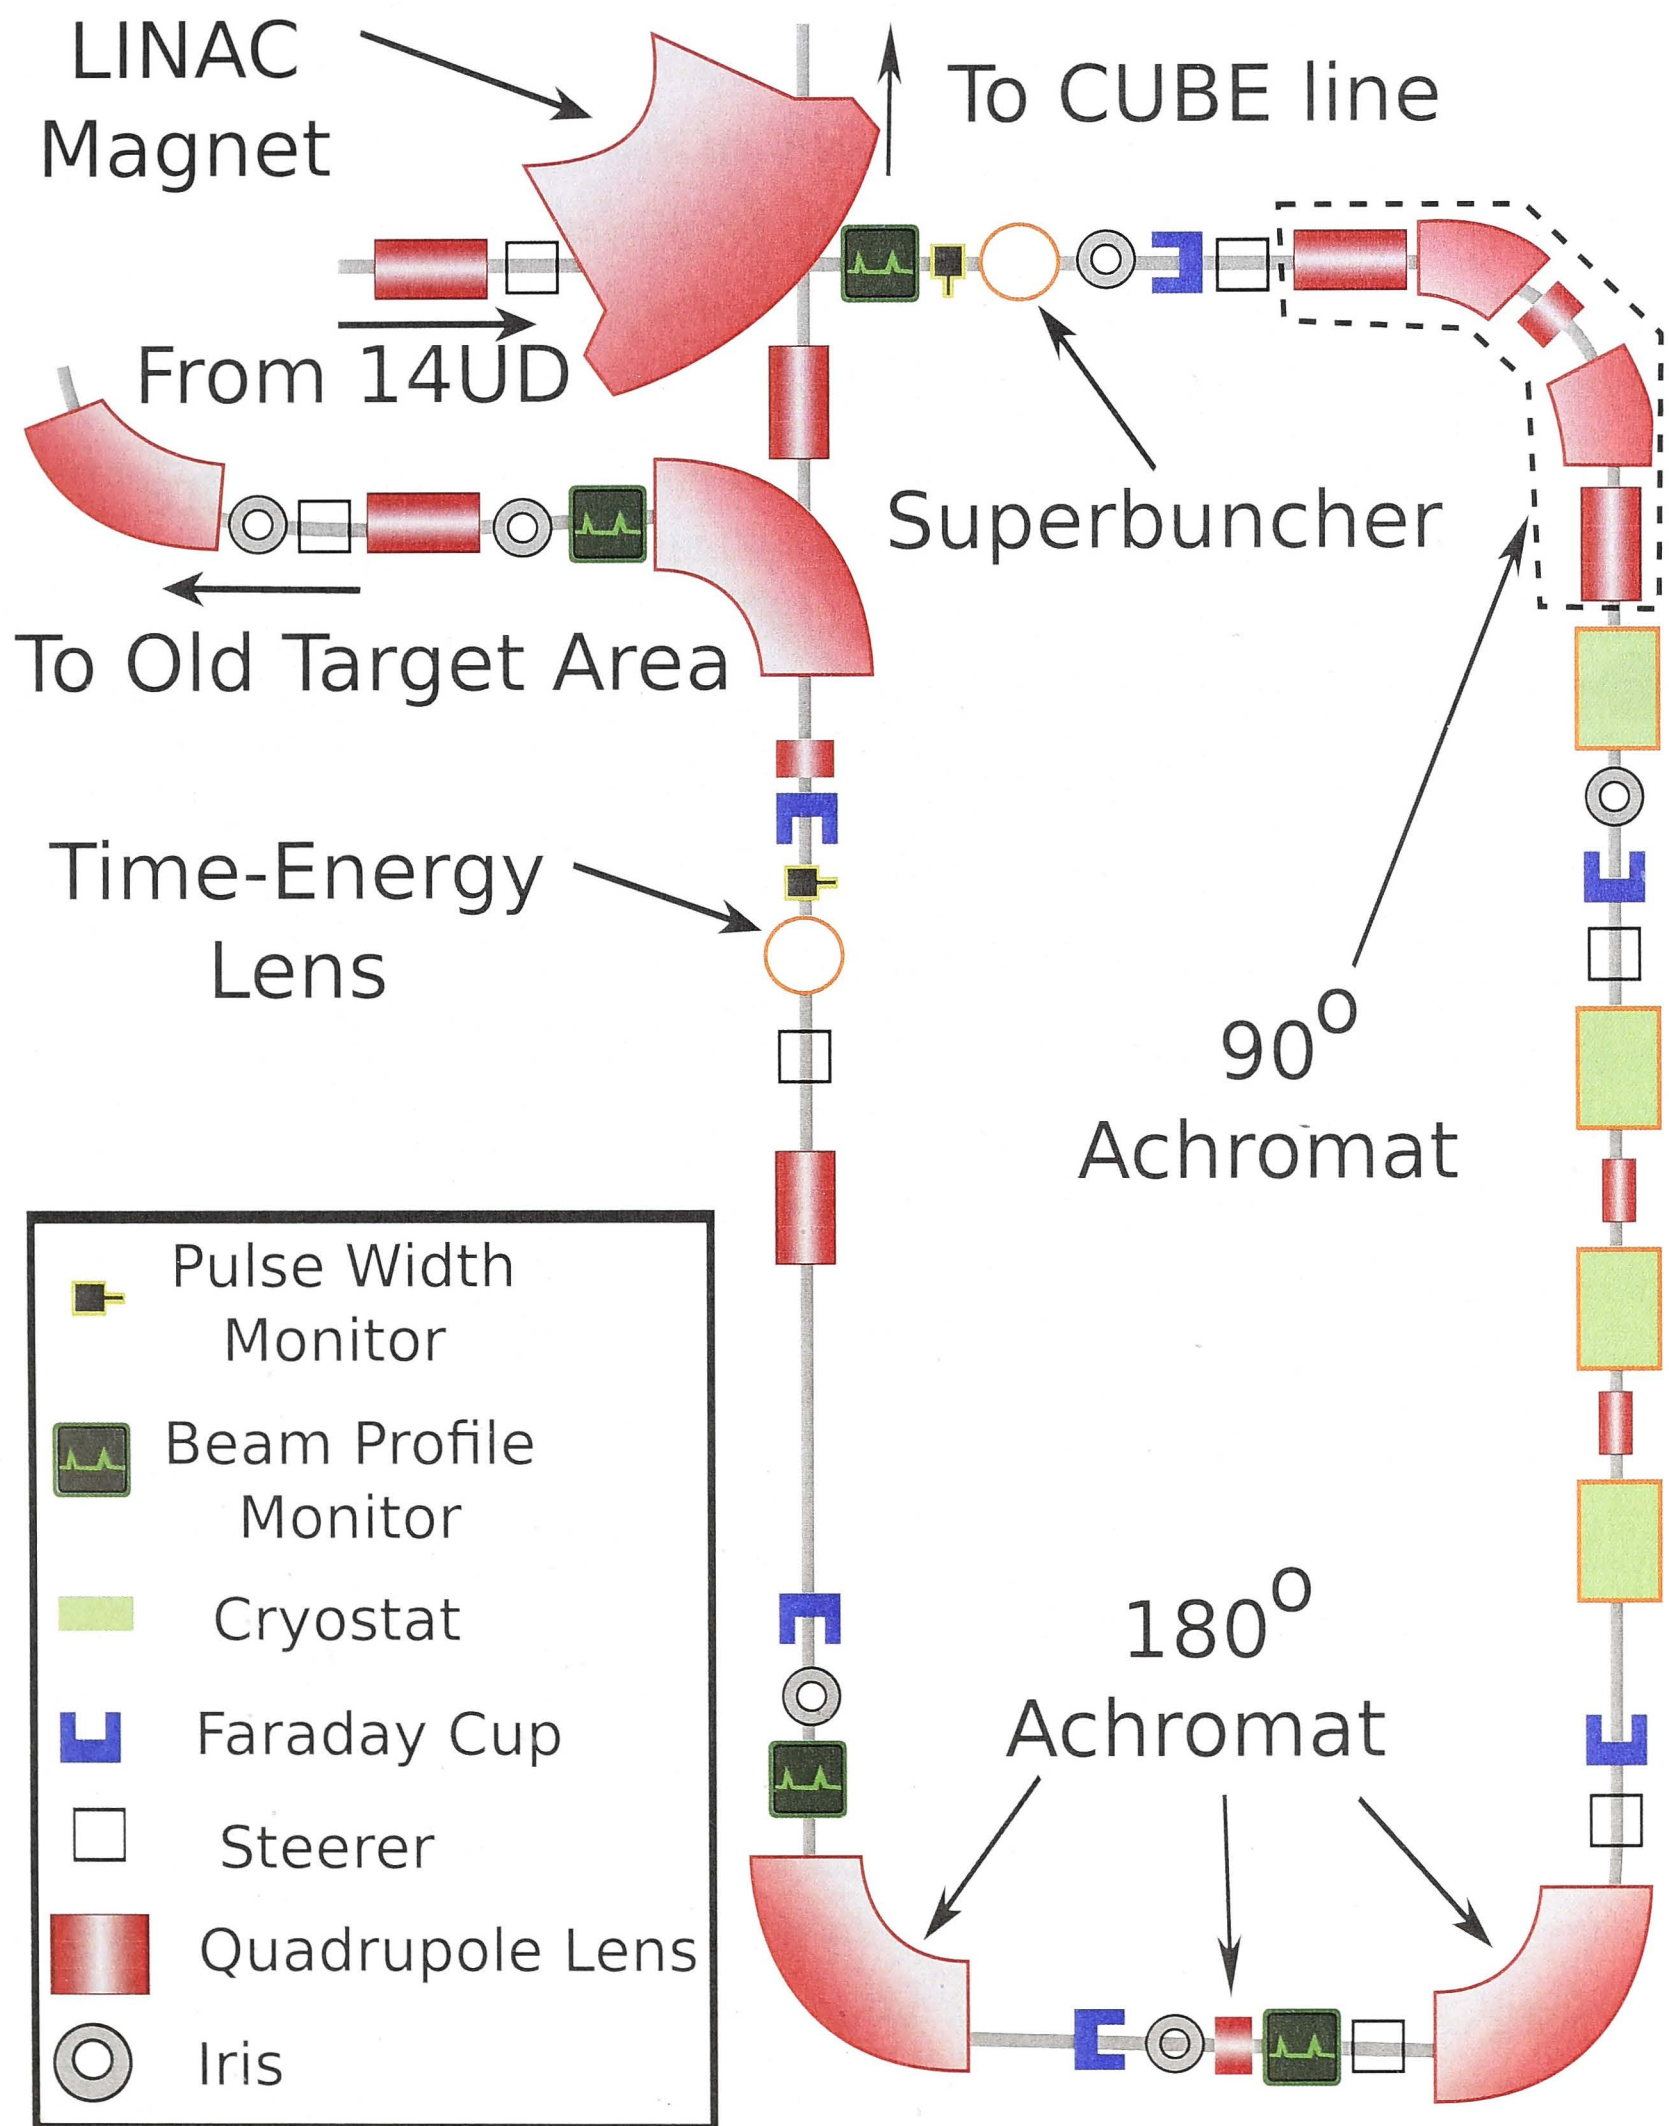 LINAC
Magnet
To CUBE line
From 14UD
Superbuncher
To Old Target Area
Time-Energy
Lens
90°
Achromat
180°
Achromat
Pulse Width
Monitor
Beam Profile
Monitor
Cryostat
Faraday Cup
Steerer
Quadrupole Lens
Iris